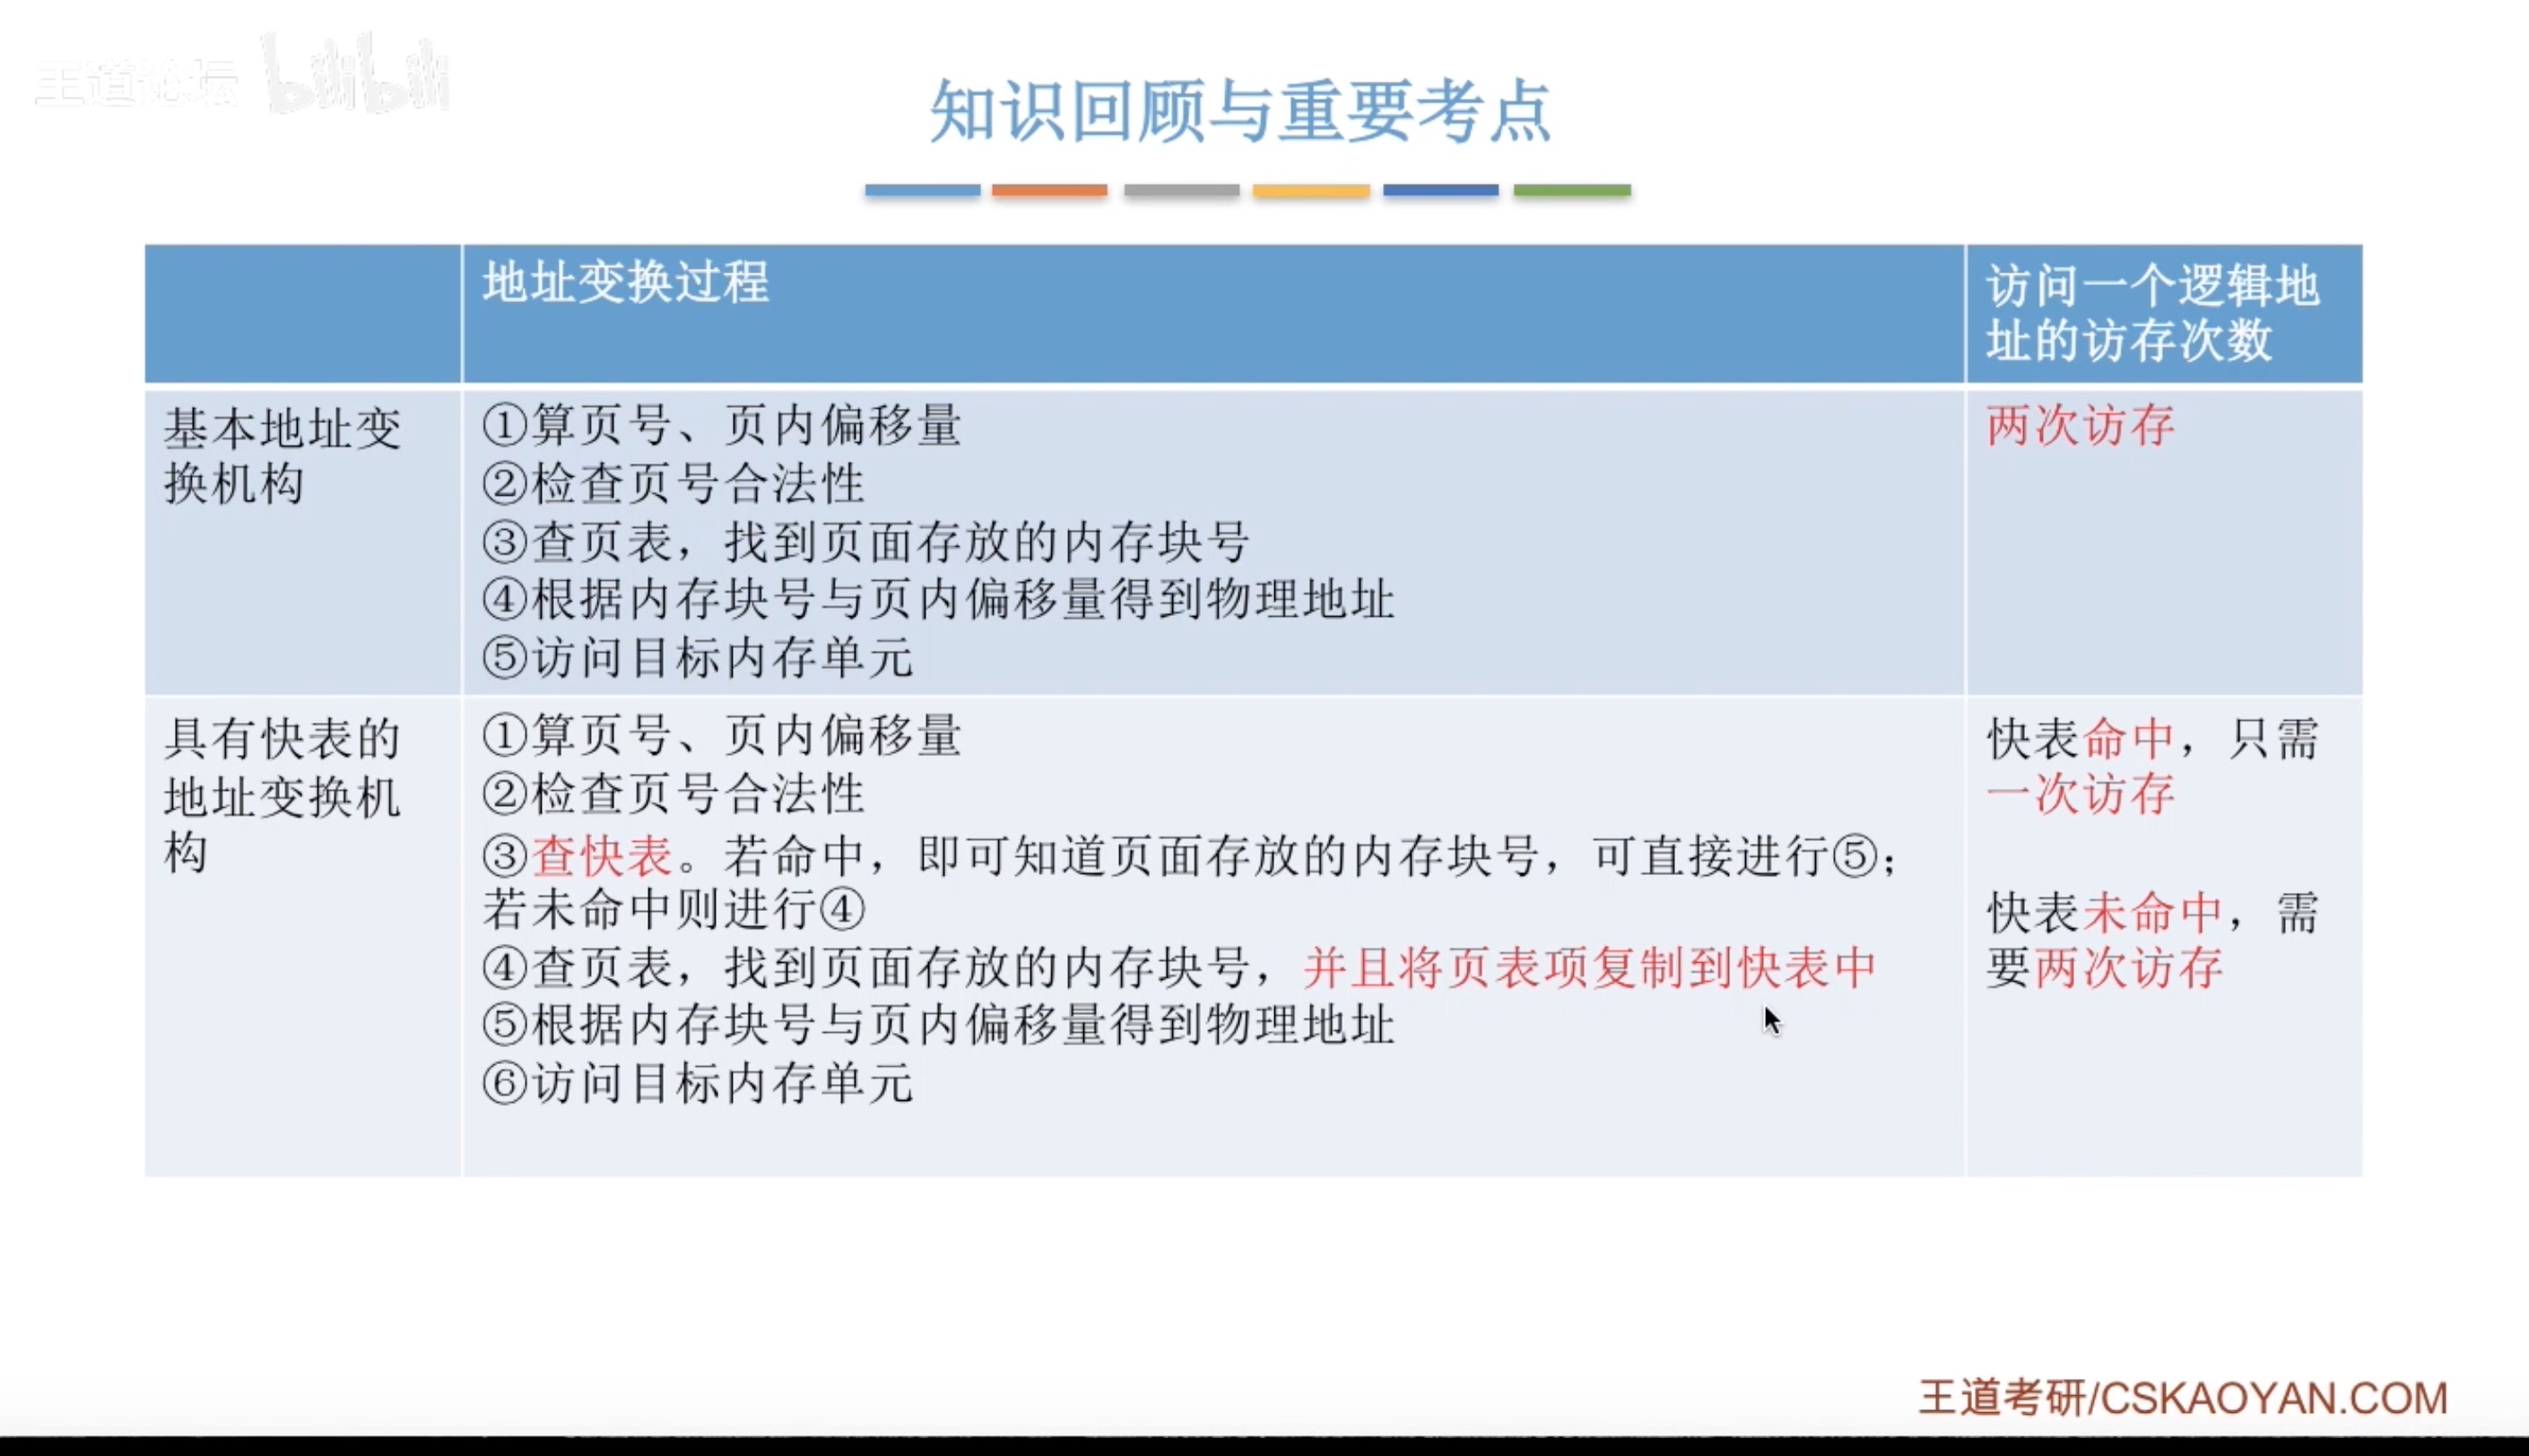 王道论坛 bilibili
知识回顾与重要考点
地址变换过程
访问一个逻辑地
址的访存次数
基本地址变
换机构
①算页号、页内偏移量
②检查页号合法性
③查页表，找到页面存放的内存块号
④根据内存块号与页内偏移量得到物理地址
⑤访问目标内存单元
两次访存
具有快表的
地址变换机
构
①算页号、页内偏移量
②检查页号合法性
③查快表。若命中，即可知道页面存放的内存块号，可直接进行⑤；
若未命中则进行④
④查页表，找到页面存放的内存块号，并且将页表项复制到快表中
⑤根据内存块号与页内偏移量得到物理地址
⑥访问目标内存单元
快表命中，只需
一次访存
快表未命中，需
要两次访存
王道考研/CSKAOYAN.COM